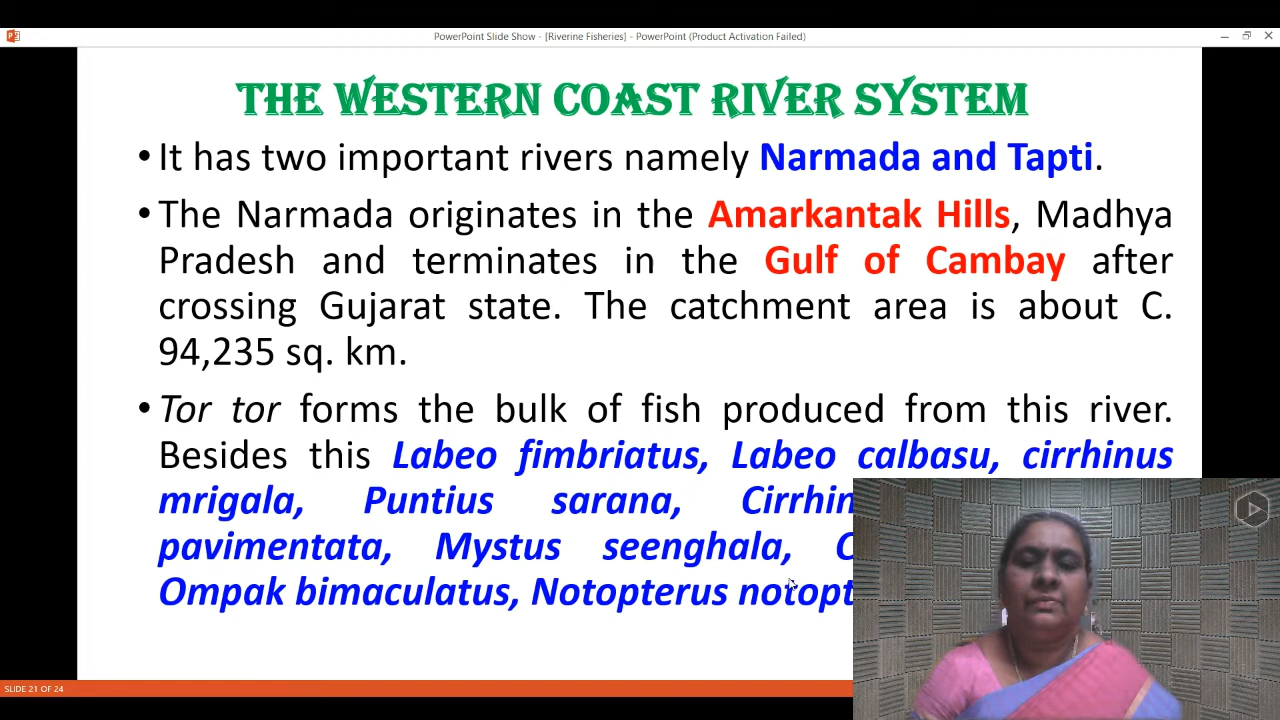 PowerPoint Slide Show - [Riverine Fisheries] - PowerPoint (Product Activation Failed)
THE WESTERN COAST RIVER SYSTEM
• It has two important rivers namely Narmada and Tapti.
• The Narmada originates in the Amarkantak Hills, Madhya
Pradesh and terminates in the Gulf of Cambay after
crossing Gujarat state. The catchment area is about C.
94,235 sq. km.
• Tor tor forms the bulk of fish produced from this river.
Besides this Labeo fimbriatus, Labeo calbasu, cirrhinus
mrigala, Puntius sarana,
pavimentata, Mystus seenghala,
Ompak bimaculatus, Notopterus
SLIDE 21 OF 24